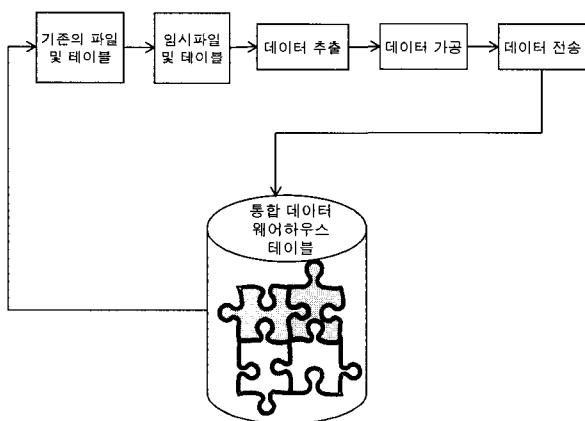 기존의 파일
및 테이블
임시파일
및 테이블
데이터 추출
데이터 가공
데이터 전송
통합 데이터
웨어하우스
테이블